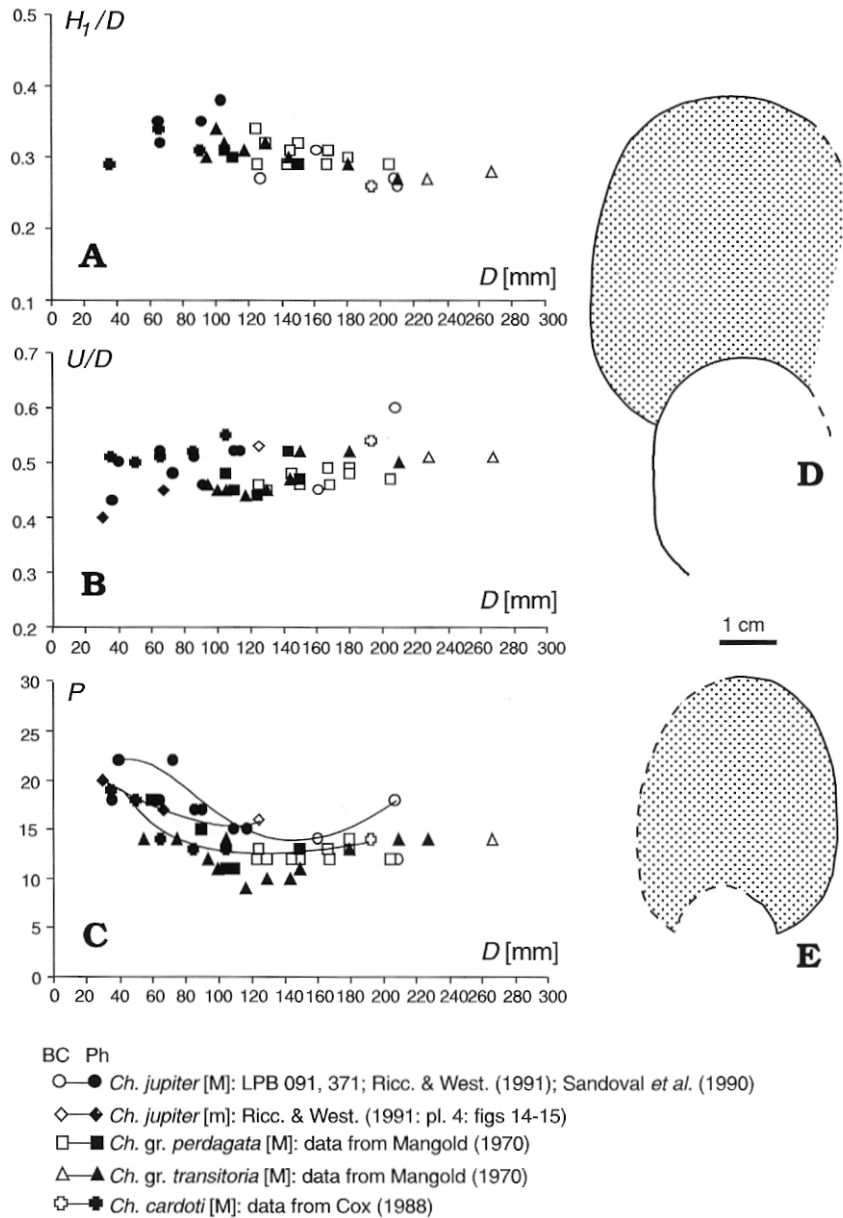 H1/D
0.5
0.4
0.3
0.2
0.1
A
D [mm]
0 20 40 60 80 100 120 140 160 180 200 220 240 260 280 300
U/D
0.7
0.6
0.5
0.4
0.3
0.2
B
D [mm]
0 20 40 60 80 100 120 140 160 180 200 220 240 260 280 300
P
30
25
20
15
10
5
0
C
D [mm]
0 20 40 60 80 100 120 140 160 180 200 220 240 260 280 300
D
1 cm
E
BC Ph
Ch. jupiter [M]: LPB 091, 371; Ricc. & West. (1991); Sandoval et al. (1990)
Ch. jupiter [m]: Ricc. & West. (1991: pl. 4: figs 14-15)
Ch. gr. perdagata [M]: data from Mangold (1970)
Ch. gr. transitoria [M]: data from Mangold (1970)
Ch. cardoti [M]: data from Cox (1988)